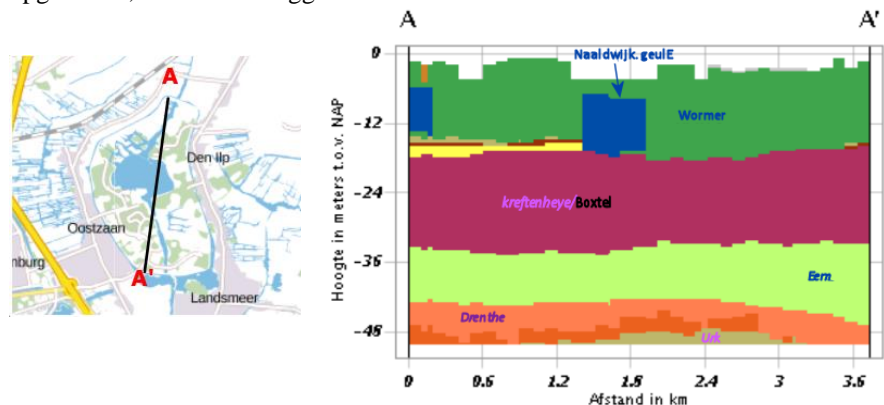 A
Den Ilp
Oostzaan
nburg
A'
Landsmeer
A
A'
Naaldwijk. geulE
Wormer
kreftenheye/Boxtel
Eem
Drenthe
Urk
0
-12
-24
-36
-48
Hoogte in meters t.o.v. NAP
0
0.6
1.2
1.8
2.4
3
3.6
Afstand in km